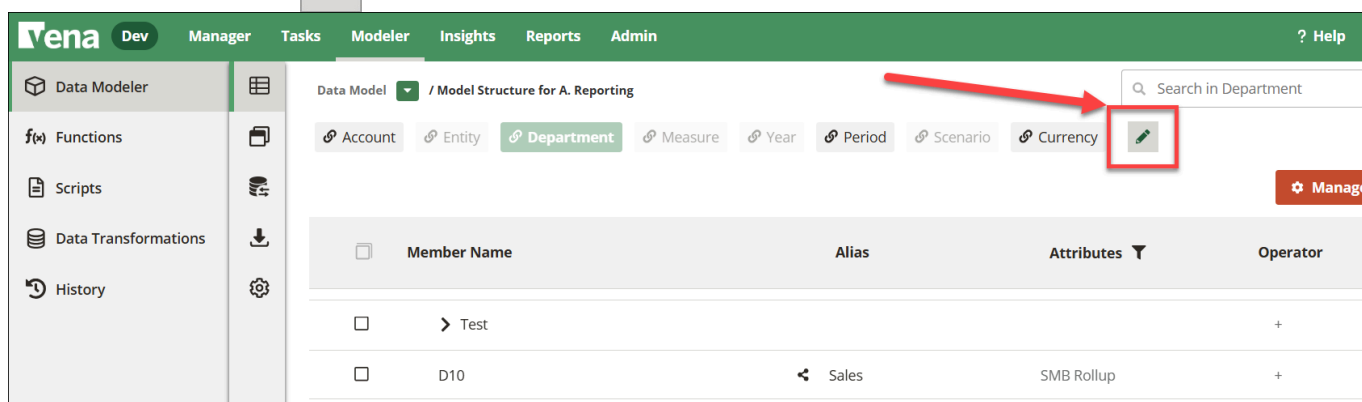 vena Dev Manager Tasks Modeler Insights Reports Admin ? Help
Data Modeler
Data Model / Model Structure for A. Reporting
Search in Department
f(x) Functions
Account Entity Department Measure Year Period Scenario Currency
Scripts
Manage
Data Transformations
Member Name Alias Attributes Operator
History
Test +
D10 Sales SMB Rollup +